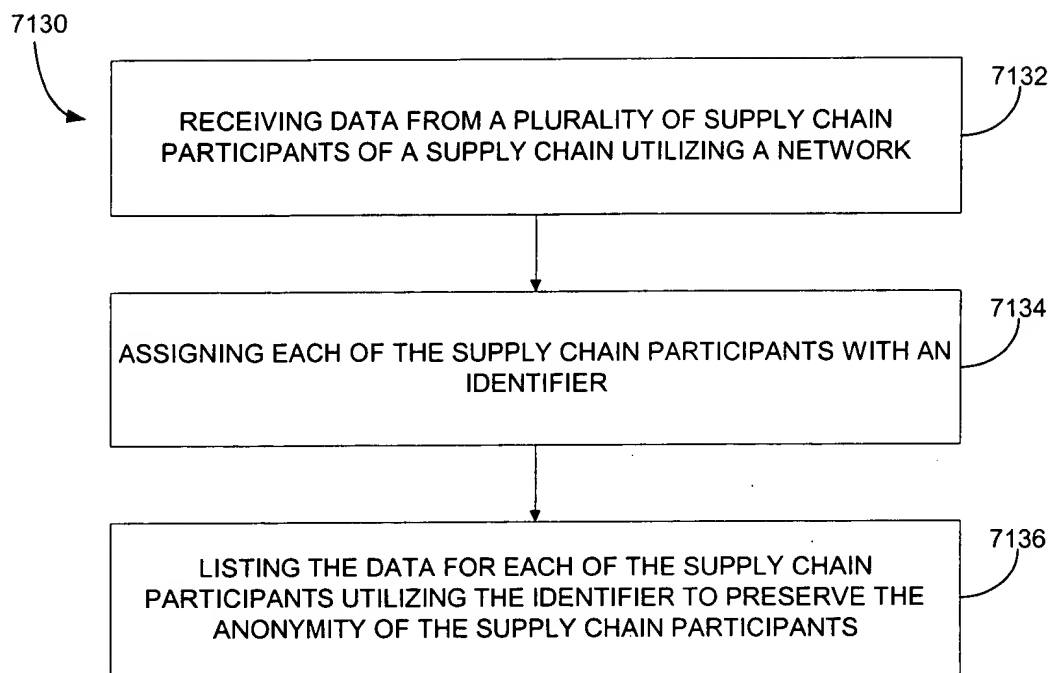 7130
7132
RECEIVING DATA FROM A PLURALITY OF SUPPLY CHAIN
PARTICIPANTS OF A SUPPLY CHAIN UTILIZING A NETWORK
7134
ASSIGNING EACH OF THE SUPPLY CHAIN PARTICIPANTS WITH AN
IDENTIFIER
7136
LISTING THE DATA FOR EACH OF THE SUPPLY CHAIN
PARTICIPANTS UTILIZING THE IDENTIFIER TO PRESERVE THE
ANONYMITY OF THE SUPPLY CHAIN PARTICIPANTS